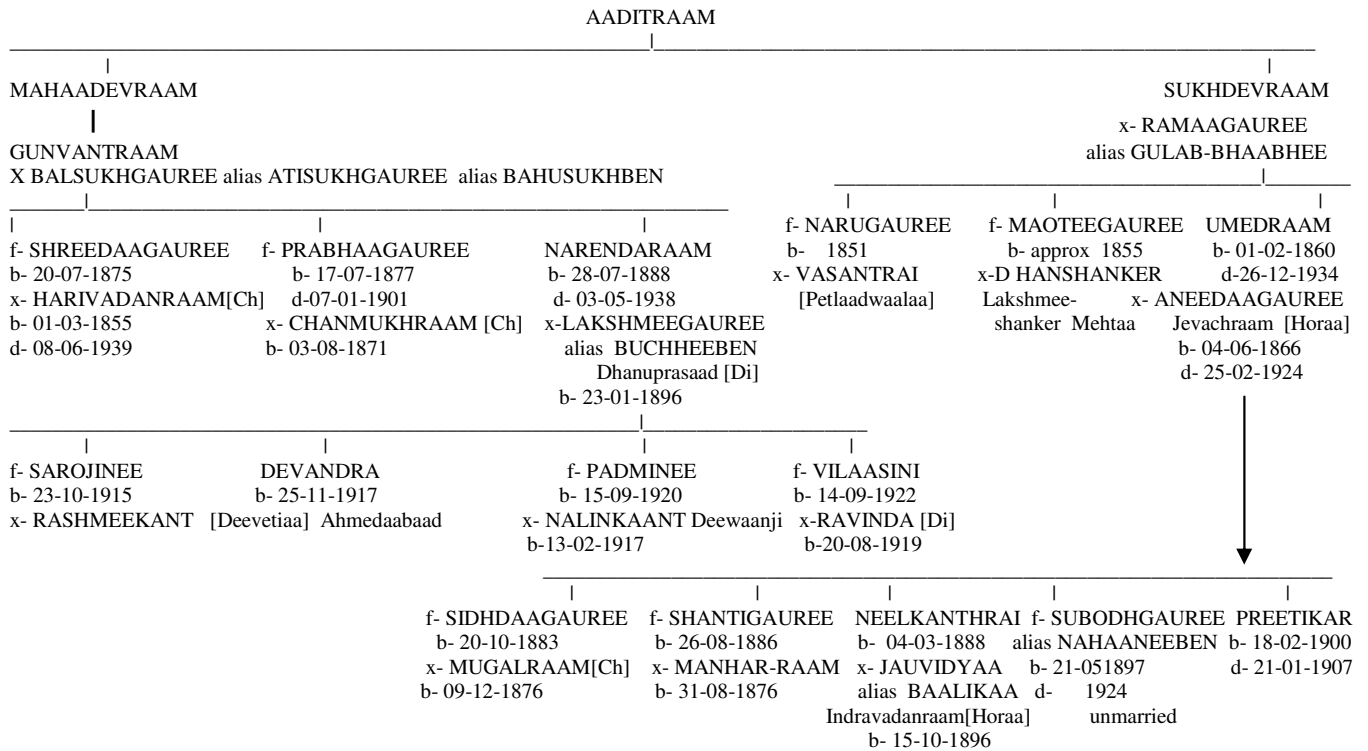 AADITRAAM
MAHAADEVRAAM SUKHDEVRAAM
x- RAMAAGAUREE
GUNVANTRAAM alias GULAB-BHAABHEE
X BALSUKHGAUREE alias ATISUKHGAUREE alias BAHUSUKHBEN
f- SHREEDAAGAUREE f- PRABHAAGAUREE NARENDARAAM f- NARUGAUREE f- MAOTEEGAUREE UMEDRAAM
b- 20-07-1875 b- 17-07-1877 b- 28-07-1888 b- 1851 b- approx 1855 b- 01-02-1860
x- HARIVADANRAAM[Ch] d-07-01-1901 d- 03-05-1938 x- VASANTRAI x-D HANSHANKER d-26-12-1934
b- 01-03-1855 x- CHANMUKHRAAM [Ch] x-LAKSHMEEGAUREE [Petlaadwaalaa] Lakshmee- x- ANEEDAAGAUREE
d- 08-06-1939 b- 03-08-1871 alias BUCHHEEBEN shanker Mehtaa Jevachraam [Horaa]
Dhanuprasaad [Di] b- 04-06-1866
b- 23-01-1896 d- 25-02-1924
f- SAROJINEE DEVANDRA f- PADMINEE f- VILAASINI
b- 23-10-1915 b- 25-11-1917 b- 15-09-1920 b- 14-09-1922
x- RASHMEEKANT [Deevetiaa] Ahmedaabaad x- NALINKAANT Deewaanji x-RAVINDA [Di]
b-13-02-1917 b-20-08-1919
f- SIDHDAAGAUREE f- SHANTIGAUREE NEELKANTHRAI f- SUBODHGAUREE PREETIKAR
b- 20-10-1883 b- 26-08-1886 b- 04-03-1888 alias NAHAANEEBEN b- 18-02-1900
x- MUGALRAAM[Ch] x- MANHAR-RAAM x- JAUVIDYAA b- 21-051897 d- 21-01-1907
b- 09-12-1876 b- 31-08-1876 alias BAALIKAA d- 1924
Indravadanraam[Horaa] unmarried
b- 15-10-1896